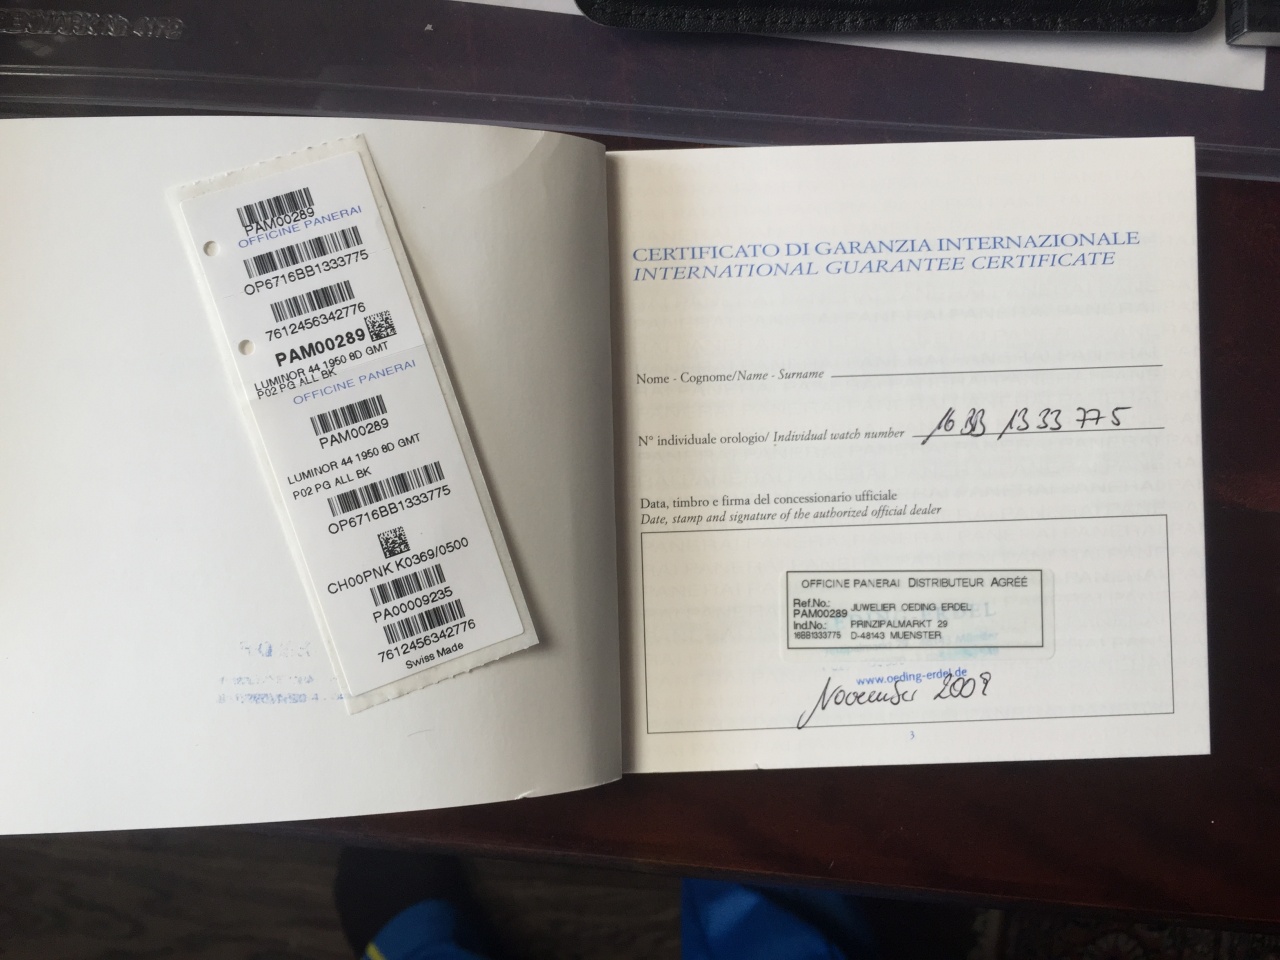 PAM00289
OFFICINE PANERAI
OP6716BB1333775
7612456342776
PAM00289
LUMINOR 44 1950 8D GMT
P02 PG ALL BK
OFFICINE PANERAI
PAM00289
LUMINOR 44 1950 8D GMT
P02 PG ALL BK
OP6716BB1333775
CH00PNK K0369/0500
PA00009235
7612456342776
Swiss Made
CERTIFICATO DI GARANZIA INTERNAZIONALE
INTERNATIONAL GUARANTEE CERTIFICATE
Nome - Cognome/Name - Surname
N° individuale orologio/ Individual watch number 16 BB 1333 775
Data, timbro e firma del concessionario ufficiale
Date, stamp and signature of the authorized official dealer
OFFICINE PANERAI DISTRIBUTEUR AGRÉÉ
Ref.No.:
PAM00289 JUWELIER OEDING ERDEL
Ind.No.: PRINZIPALMARKT 29
16BB1333775 D-48143 MUENSTER
www.oeding-erdel.de
November 2009
3